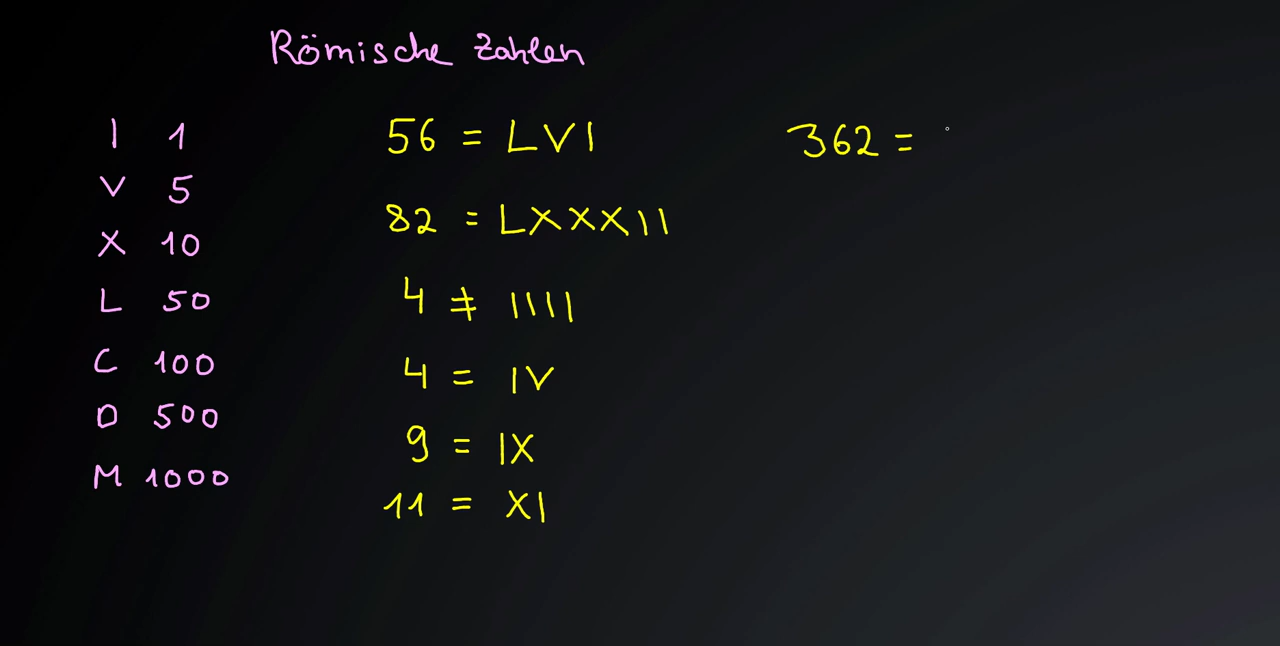 Römische Zahlen
I 1
V 5
X 10
L 50
C 100
D 500
M 1000
56 = LVI
82 = LXXXII
4 ≠ IIII
4 = IV
9 = IX
11 = XI
362 =